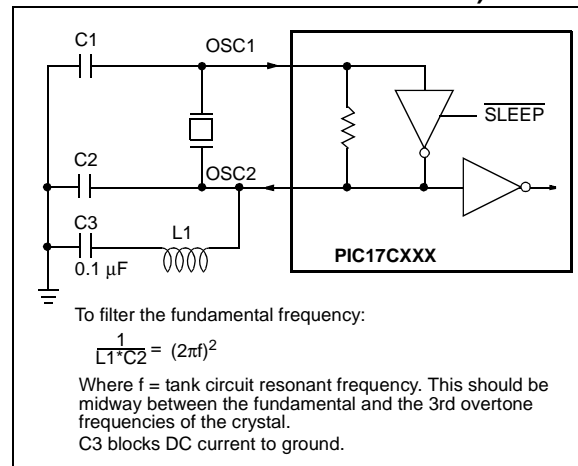 C1
OSC1
SLEEP
C2
OSC2
C3
L1
0.1 µF
PIC17CXXX
To filter the fundamental frequency:
1
L1*C2 = (2πf)2
Where f = tank circuit resonant frequency. This should be
midway between the fundamental and the 3rd overtone
frequencies of the crystal.
C3 blocks DC current to ground.